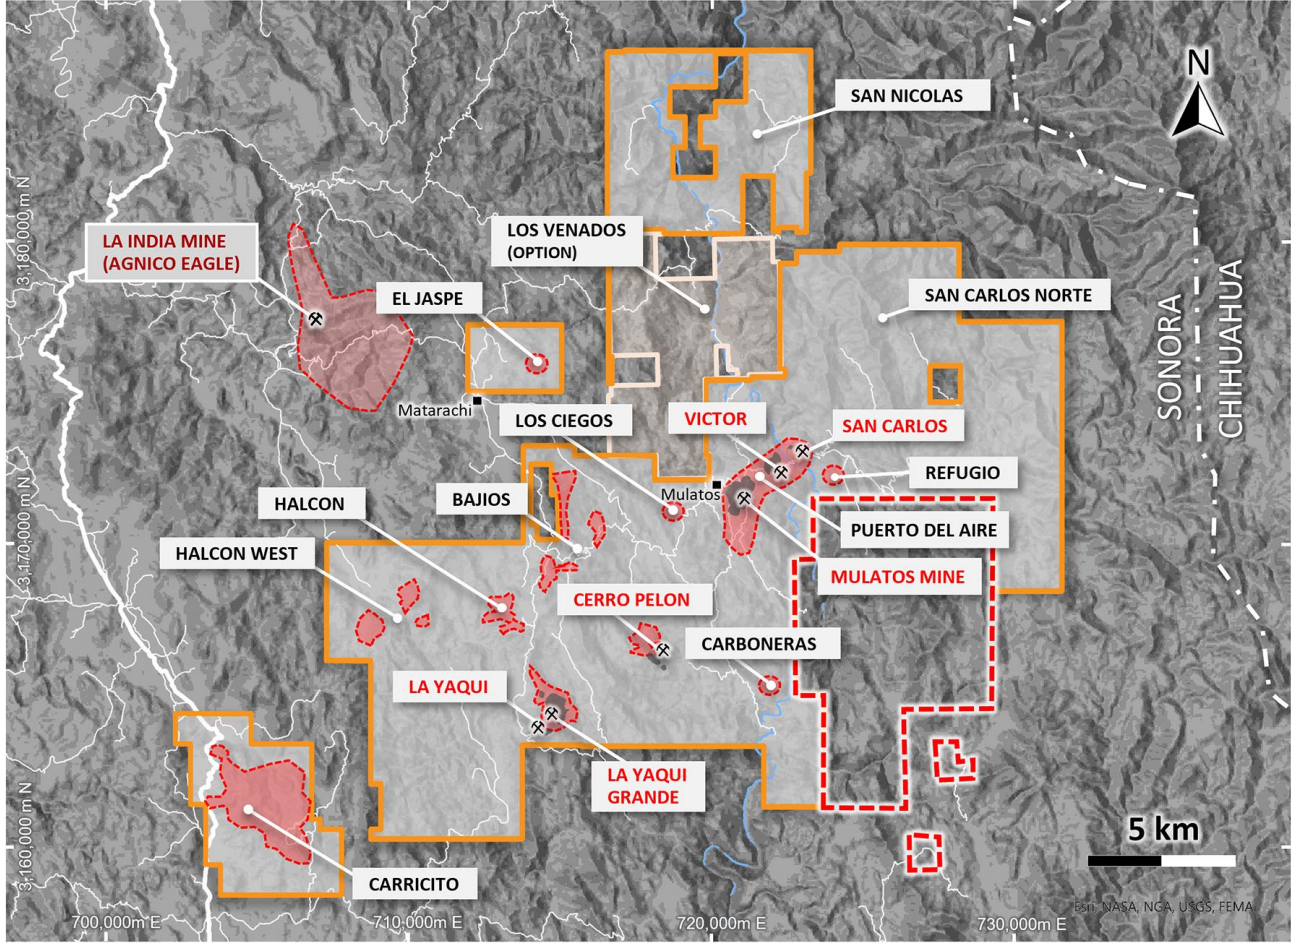 N
SAN NICOLAS
3,180,000 m N
LA INDIA MINE
(AGNICO EAGLE)
LOS VENADOS
(OPTION)
EL JASPE
SAN CARLOS NORTE
SONORA
CHIHUAHUA
Matarachi
LOS CIEGOS
VICTOR
SAN CARLOS
REFUGIO
Mulatos
HALCON
BAJIOS
PUERTO DEL AIRE
3,170,000 m N
HALCON WEST
MULATOS MINE
CERRO PELON
CARBONERAS
LA YAQUI
LA YAQUI
GRANDE
3,160,000 m N
5 km
CARRICITO
Esri, NASA, NGA, USGS, FEMA
700,000m E
710,000m E
720,000m E
730,000m E